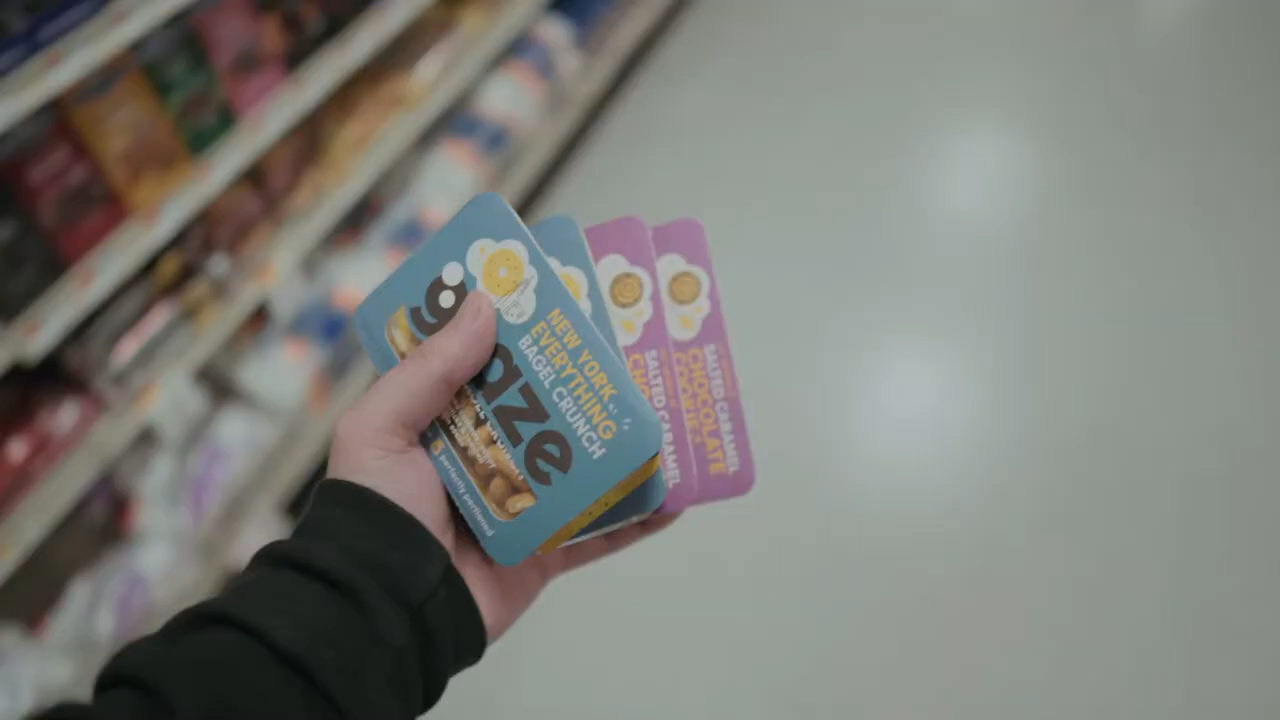 graze
NEW YORK
EVERYTHING
BAGEL CRUNCH
perfectly portioned
SALTED CARAMEL
CHO
SALTED CARAMEL
CHOCOLATE
COOKIE